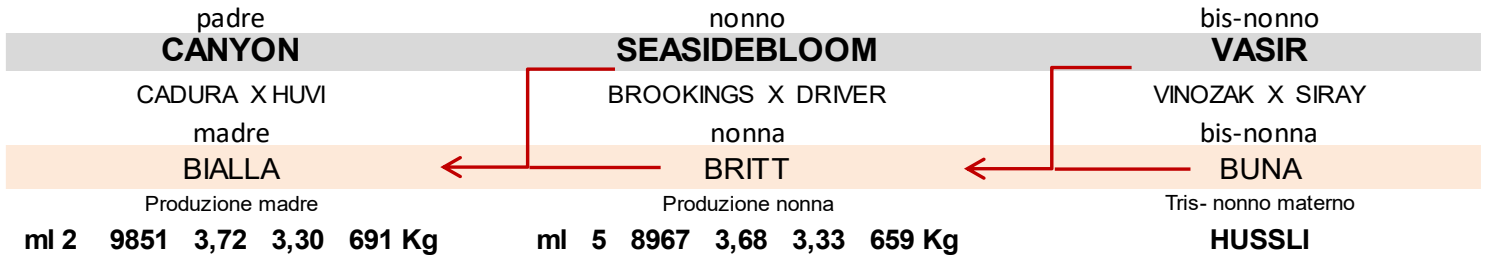 padre nonno bis-nonno
CANYON SEASIDEBLOOM VASIR
CADURA X HUVI BROOKINGS X DRIVER VINOZAK X SIRAY
madre nonna bis-nonna
BIALLA BRITT BUNA
Produzione madre Produzione nonna Tris- nonno materno
ml 2 9851 3,72 3,30 691 Kg ml 5 8967 3,68 3,33 659 Kg HUSSLI